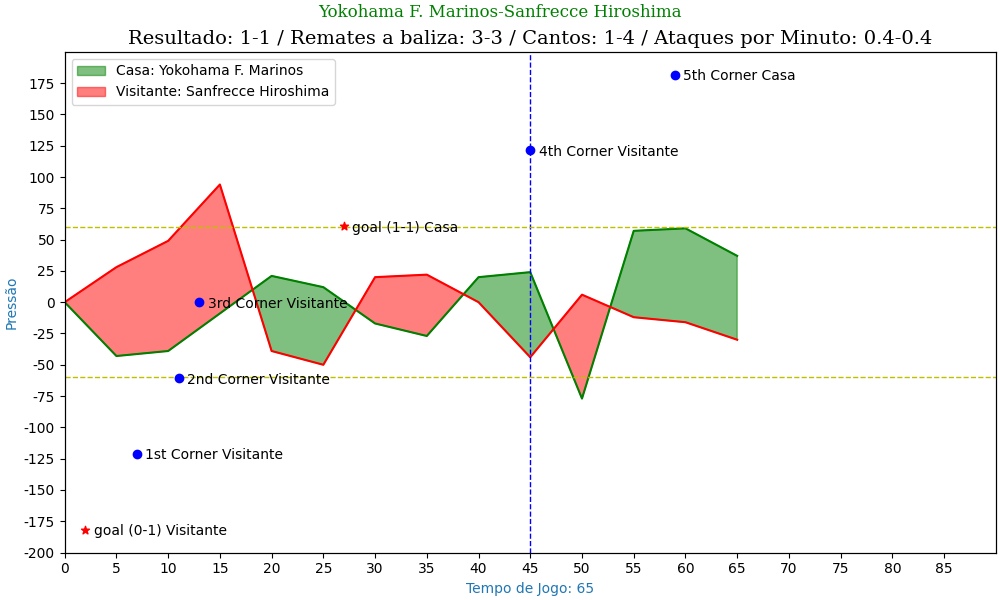 Yokohama F. Marinos-Sanfrecce Hiroshima
Resultado: 1-1 / Remates a baliza: 3-3 / Cantos: 1-4 / Ataques por Minuto: 0.4-0.4
Casa: Yokohama F. Marinos
Visitante: Sanfrecce Hiroshima
5th Corner Casa
4th Corner Visitante
goal (1-1) Casa
3rd Corner Visitante
2nd Corner Visitante
1st Corner Visitante
goal (0-1) Visitante
Pressão
175
150
125
100
75
50
25
0
-25
-50
-75
-100
-125
-150
-175
-200
0 5 10 15 20 25 30 35 40 45 50 55 60 65 70 75 80 85
Tempo de Jogo: 65